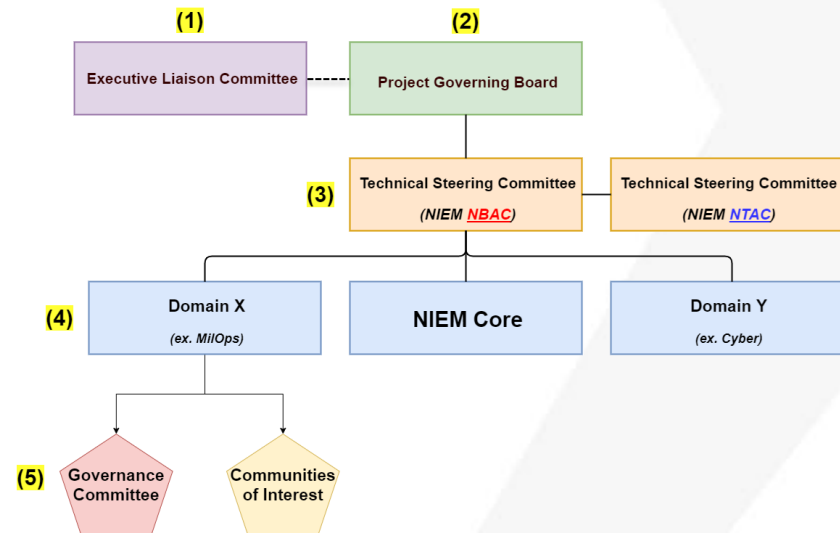 (1)
(2)
Executive Liaison Committee
Project Governing Board
(3)
Technical Steering Committee
(NIEM NBAC)
Technical Steering Committee
(NIEM NTAC)
(4)
Domain X
(ex. MilOps)
NIEM Core
Domain Y
(ex. Cyber)
(5)
Governance
Committee
Communities
of Interest